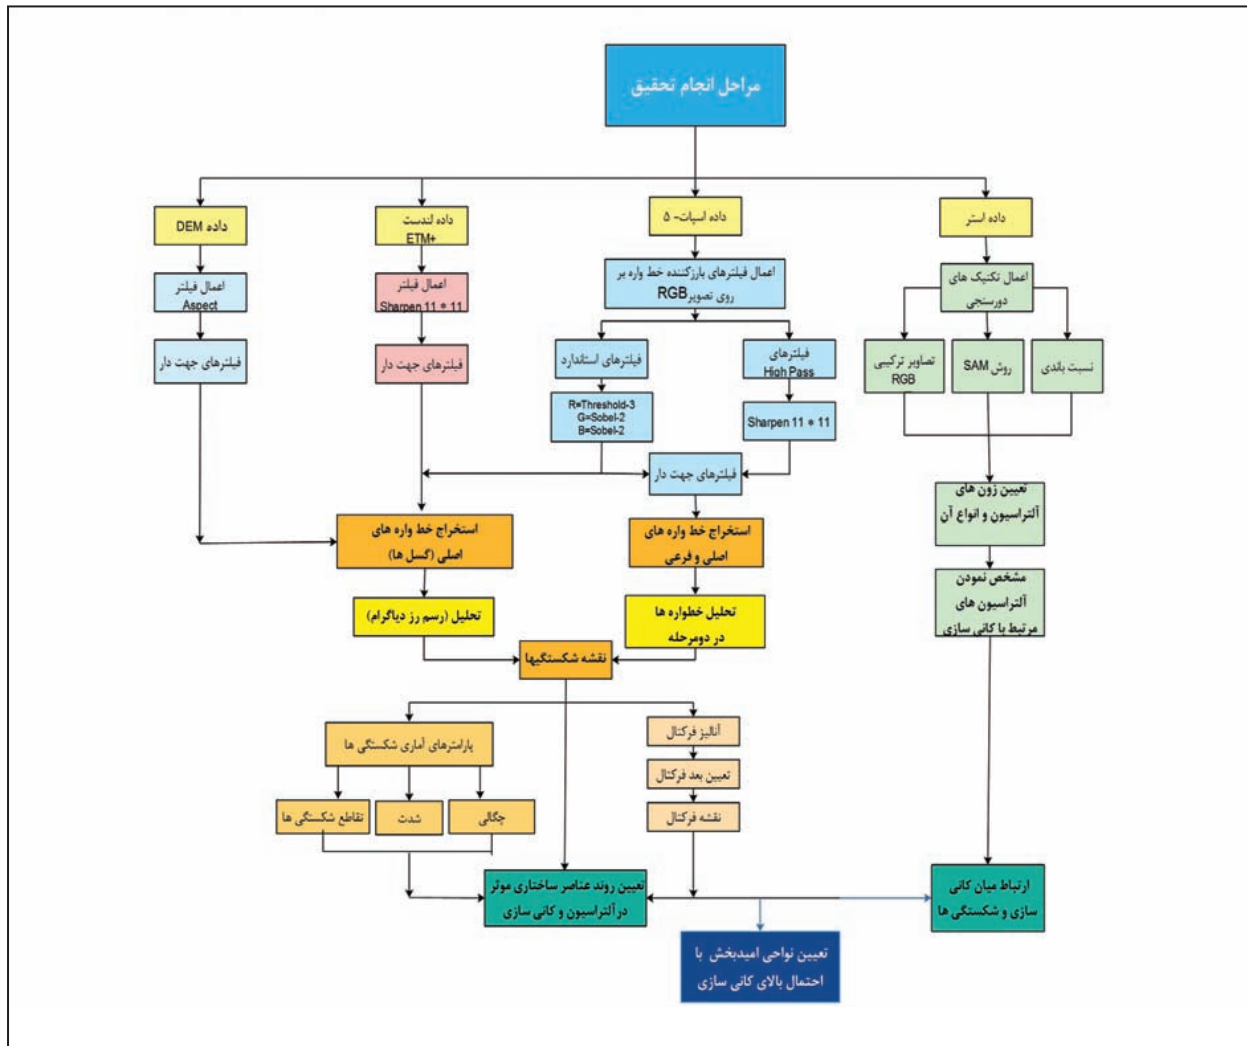 مراحل انجام تحقیق
داده استر
داده اسپات- ۵
داده لندست
ETM+
داده DEM
اعمال تکنیک های
دورسنجی
اعمال فیلترهای بارزکننده خط واره بر
روی تصویرRGB
اعمال فیلتر
Sharpen 11 * 11
اعمال فیلتر
Aspect
نسبت باندی
روش SAM
تصاویر ترکیبی
RGB
فیلترهای
High Pass
فیلترهای استاندارد
فیلترهای جهت دار
فیلترهای جهت دار
Sharpen 11 * 11
R=Threshold-3
G=Sobel-2
B=Sobel-2
فیلترهای جهت دار
تعیین زون های
آلتراسیون و انواع آن
استخراج خط واره های
اصلی و فرعی
استخراج خط واره های
اصلی (گسل ها)
مشخص نمودن
آلتراسیون های
مرتبط با کانی سازی
تحلیل خطواره ها
در دومرحله
تحلیل (رسم رز دیاگرام)
نقشه شکستگیها
آنالیز فرکتال
پارامترهای آماری شکستگی ها
تعیین بعد فرکتال
نقشه فرکتال
چگالی
شدت
تقاطع شکستگی ها
ارتباط میان کانی
سازی و شکستگی ها
تعیین روند عناصر ساختاری موثر
در آلتراسیون و کانی سازی
تعیین نواحی امیدبخش با
احتمال بالای کانی سازی